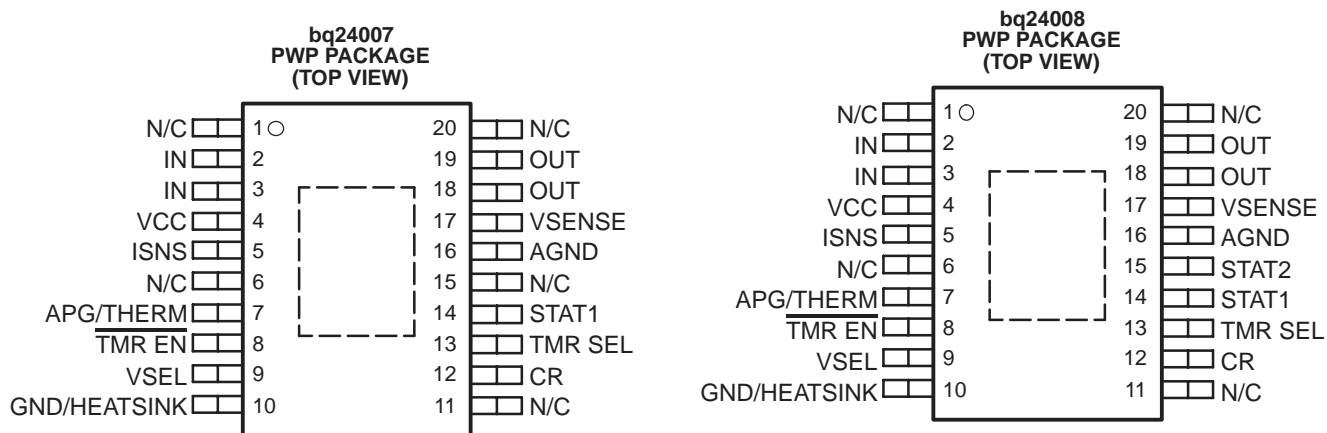 bq24007
PWP PACKAGE
(TOP VIEW)
N/C 1 20 N/C
IN 2 19 OUT
IN 3 18 OUT
VCC 4 17 VSENSE
ISNS 5 16 AGND
N/C 6 15 N/C
APG/THERM 7 14 STAT1
TMR EN 8 13 TMR SEL
VSEL 9 12 CR
GND/HEATSINK 10 11 N/C
bq24008
PWP PACKAGE
(TOP VIEW)
N/C 1 20 N/C
IN 2 19 OUT
IN 3 18 OUT
VCC 4 17 VSENSE
ISNS 5 16 AGND
N/C 6 15 STAT2
APG/THERM 7 14 STAT1
TMR EN 8 13 TMR SEL
VSEL 9 12 CR
GND/HEATSINK 10 11 N/C